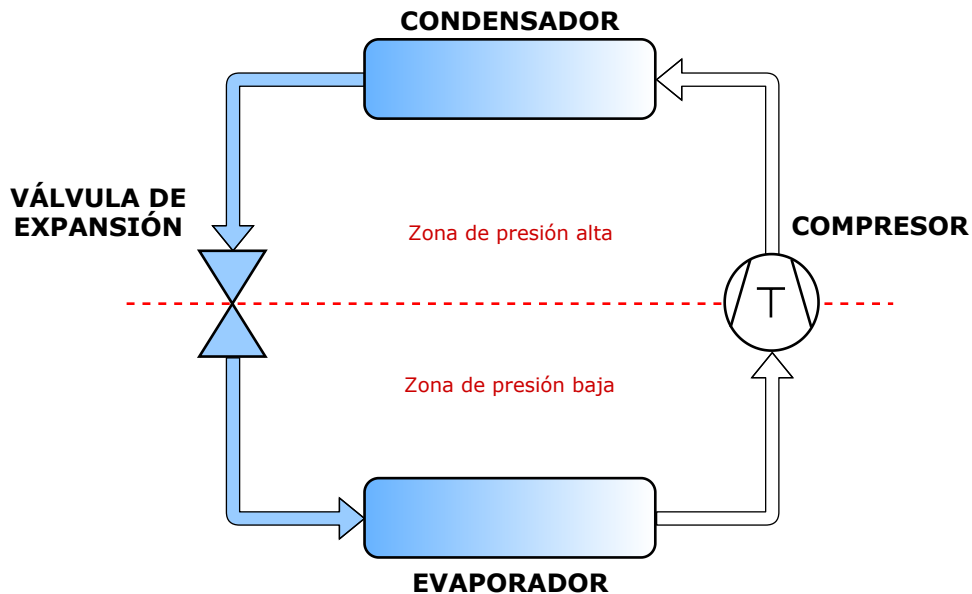 CONDENSADOR
VÁLVULA DE
EXPANSIÓN
Zona de presión alta
COMPRESOR
T
Zona de presión baja
EVAPORADOR